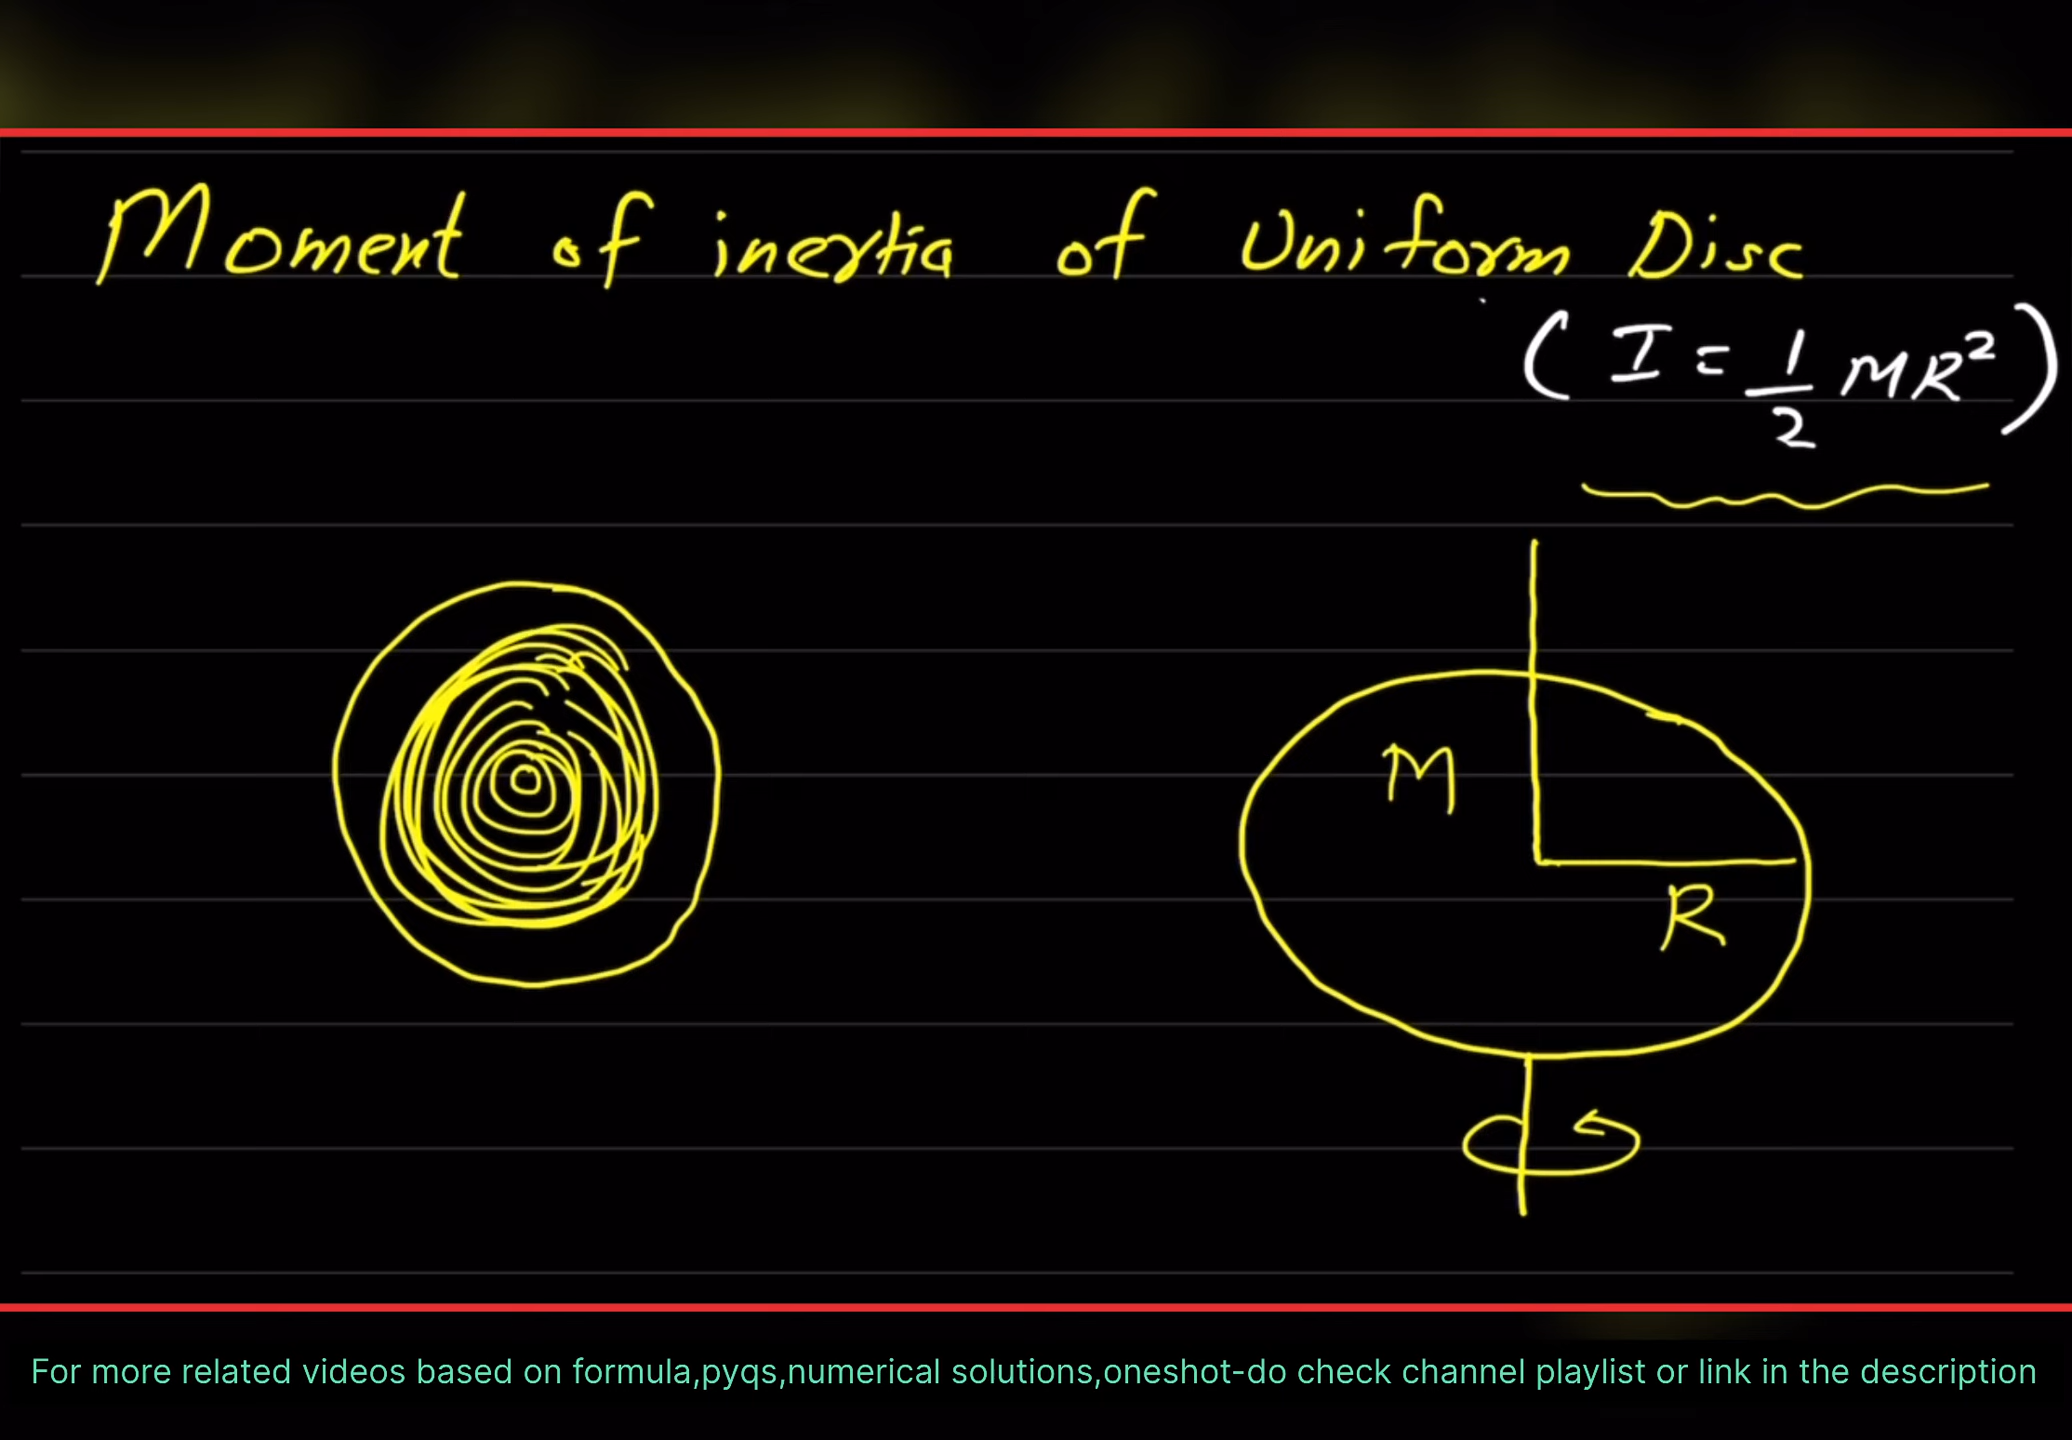 Moment of inertia of Uniform Disc
( I = 1/2 MR² )
M
R
For more related videos based on formula,pyqs,numerical solutions,oneshot-do check channel playlist or link in the description